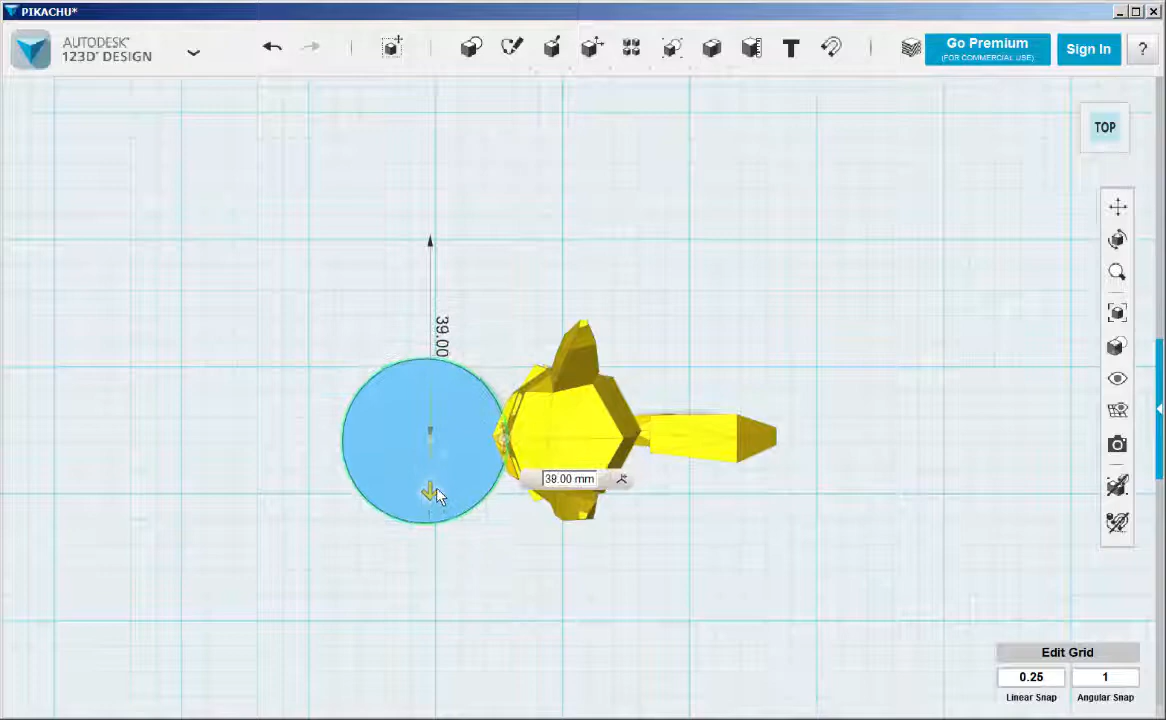 PIKACHU*
AUTODESK®
123D® DESIGN
T
Go Premium
(FOR COMMERCIAL USE)
Sign In
?
TOP
39.00
38.00 mm
Edit Grid
0.25
1
Linear Snap
Angular Snap